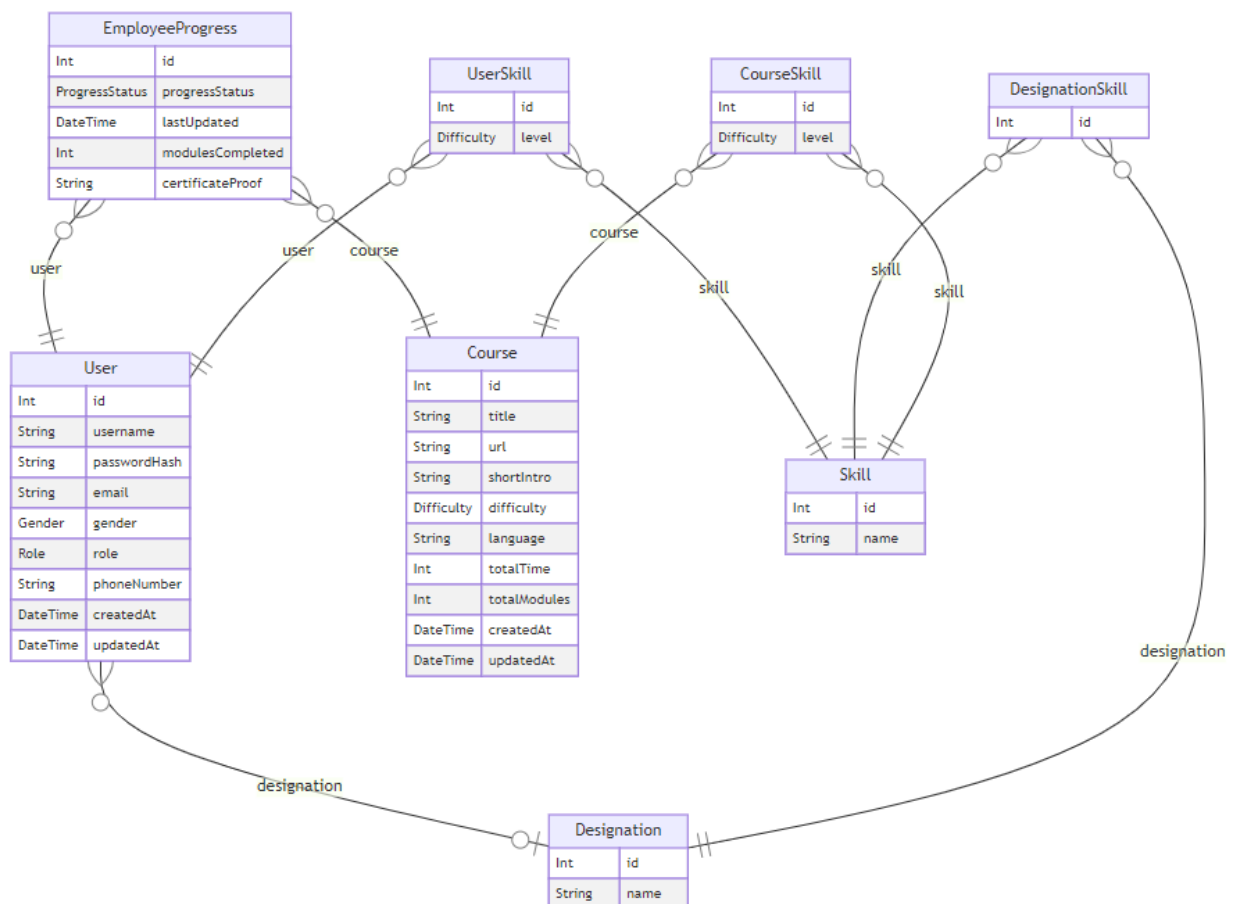 EmployeeProgress
Int id
ProgressStatus progressStatus
DateTime lastUpdated
Int modulesCompleted
String certificateProof
UserSkill
Int id
Difficulty level
CourseSkill
Int id
Difficulty level
DesignationSkill
Int id
user
course
user
course
skill
skill
skill
User
Int id
String username
String passwordHash
String email
Gender gender
Role role
String phoneNumber
DateTime createdAt
DateTime updatedAt
Course
Int id
String title
String url
String shortIntro
Difficulty difficulty
String language
Int totalTime
Int totalModules
DateTime createdAt
DateTime updatedAt
Skill
Int id
String name
designation
designation
Designation
Int id
String name